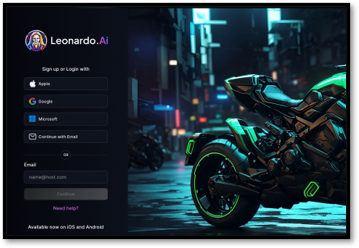 Leonardo.Ai
Sign up or Login with
Apple
Google
Microsoft
Continue with Email
OR
Email
name@host.com
Continue
Need help?
Available now on iOS and Android